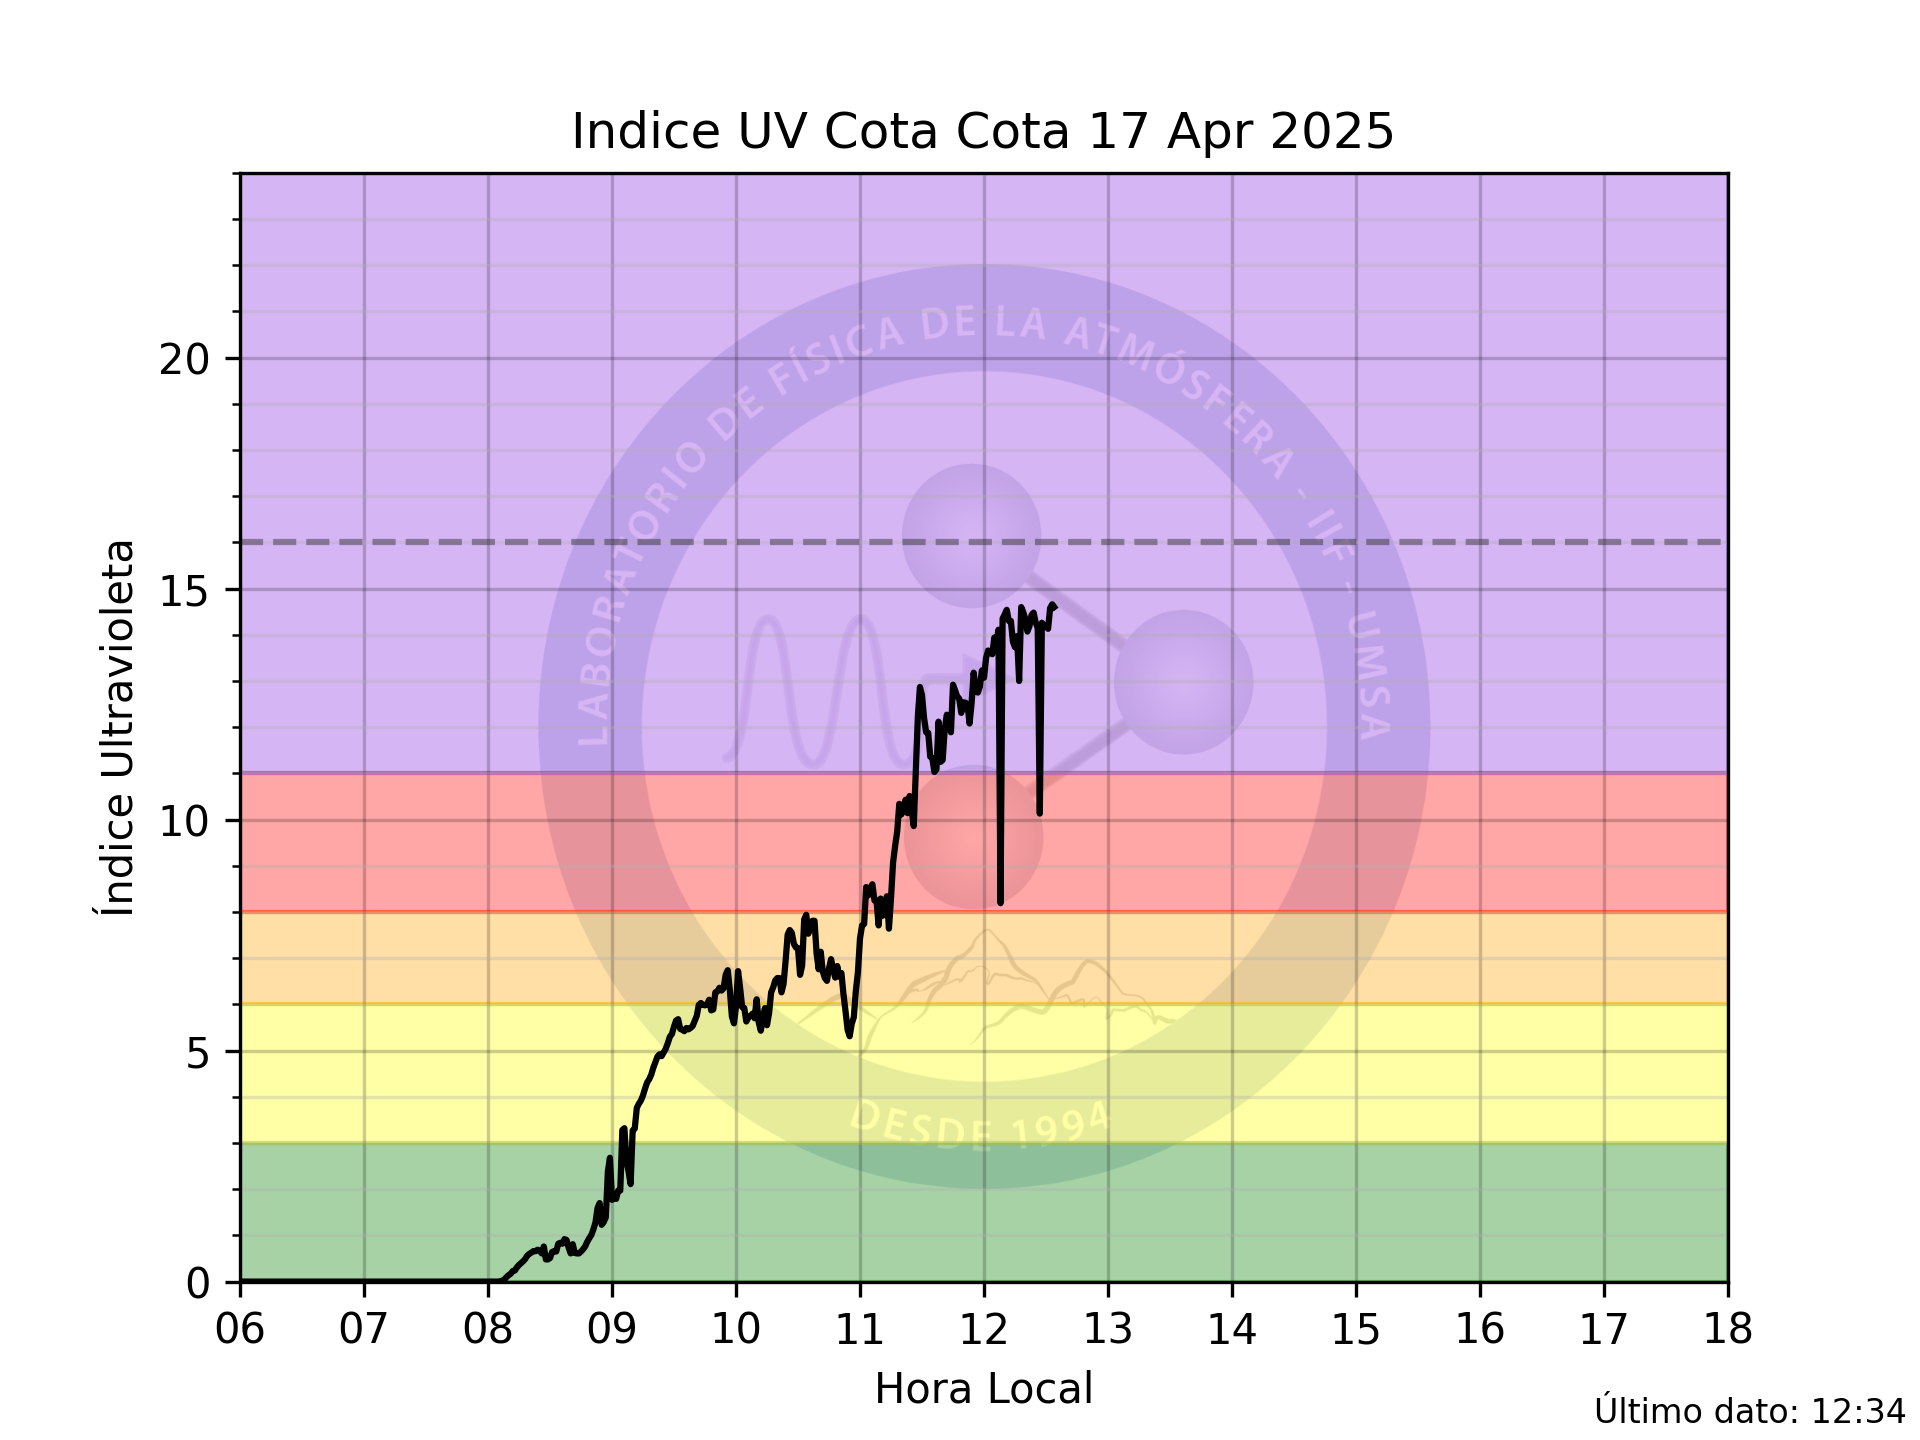 Indice UV Cota Cota 17 Apr 2025
Índice Ultravioleta
20
15
10
5
0
LABORATORIO DE FÍSICA DE LA ATMÓSFERA - IIF - UMSA
DESDE 1994
06 07 08 09 10 11 12 13 14 15 16 17 18
Hora Local
Último dato: 12:34